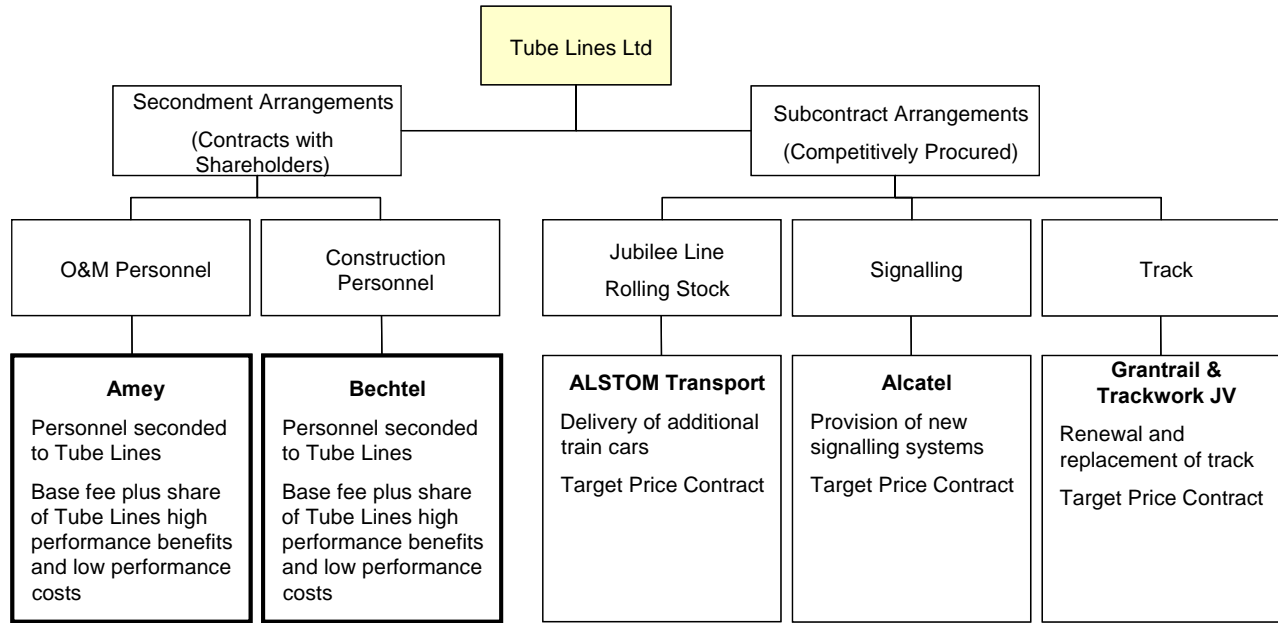 Tube Lines Ltd
Secondment Arrangements
(Contracts with
Shareholders)
Subcontract Arrangements
(Competitively Procured)
O&M Personnel
Construction
Personnel
Jubilee Line
Rolling Stock
Signalling
Track
Amey
Personnel seconded
to Tube Lines
Base fee plus share
of Tube Lines high
performance benefits
and low performance
costs
Bechtel
Personnel seconded
to Tube Lines
Base fee plus share
of Tube Lines high
performance benefits
and low performance
costs
ALSTOM Transport
Delivery of additional
train cars
Target Price Contract
Alcatel
Provision of new
signalling systems
Target Price Contract
Grantrail &
Trackwork JV
Renewal and
replacement of track
Target Price Contract